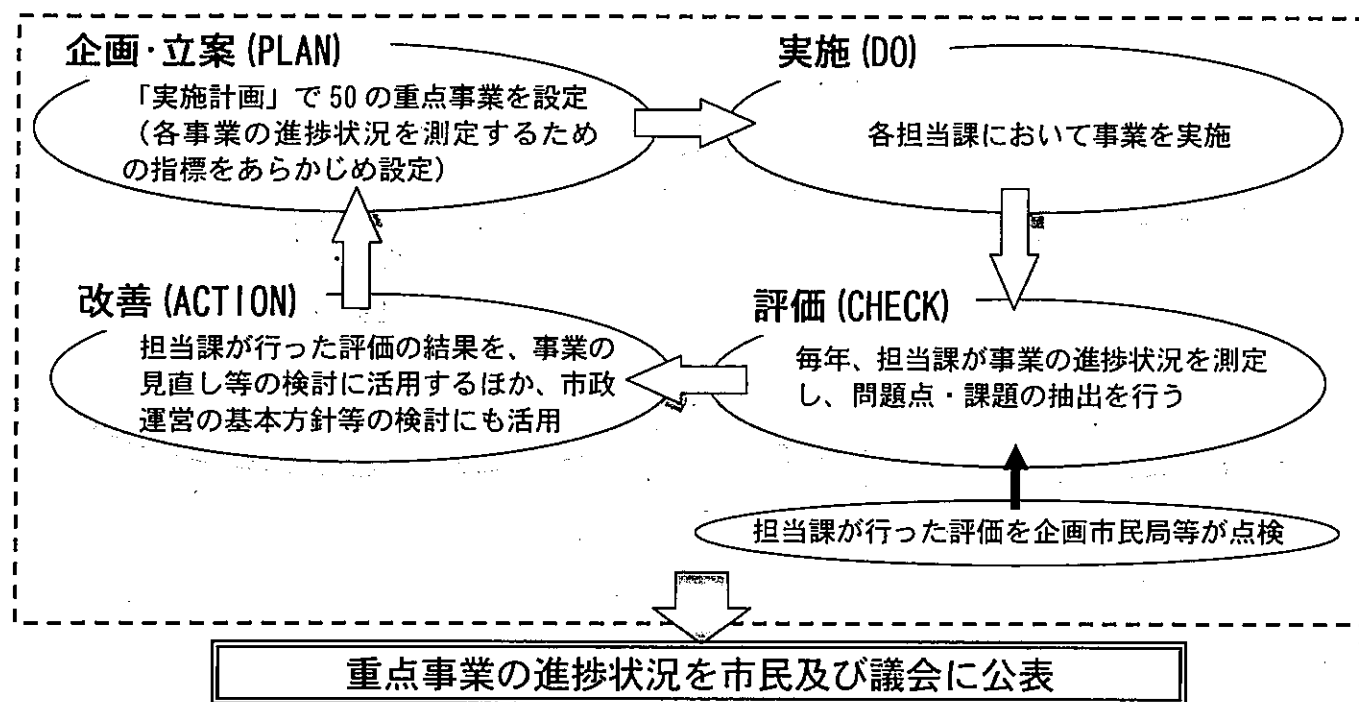 企画・立案(PLAN)
「実施計画」で50の重点事業を設定
(各事業の進捗状況を測定するため
の指標をあらかじめ設定)
実施(DO)
各担当課において事業を実施
改善(ACTION)
担当課が行った評価の結果を、事業の
見直し等の検討に活用するほか、市政
運営の基本方針等の検討にも活用
評価(CHECK)
毎年、担当課が事業の進捗状況を測定
し、問題点・課題の抽出を行う
担当課が行った評価を企画市民局等が点検
重点事業の進捗状況を市民及び議会に公表